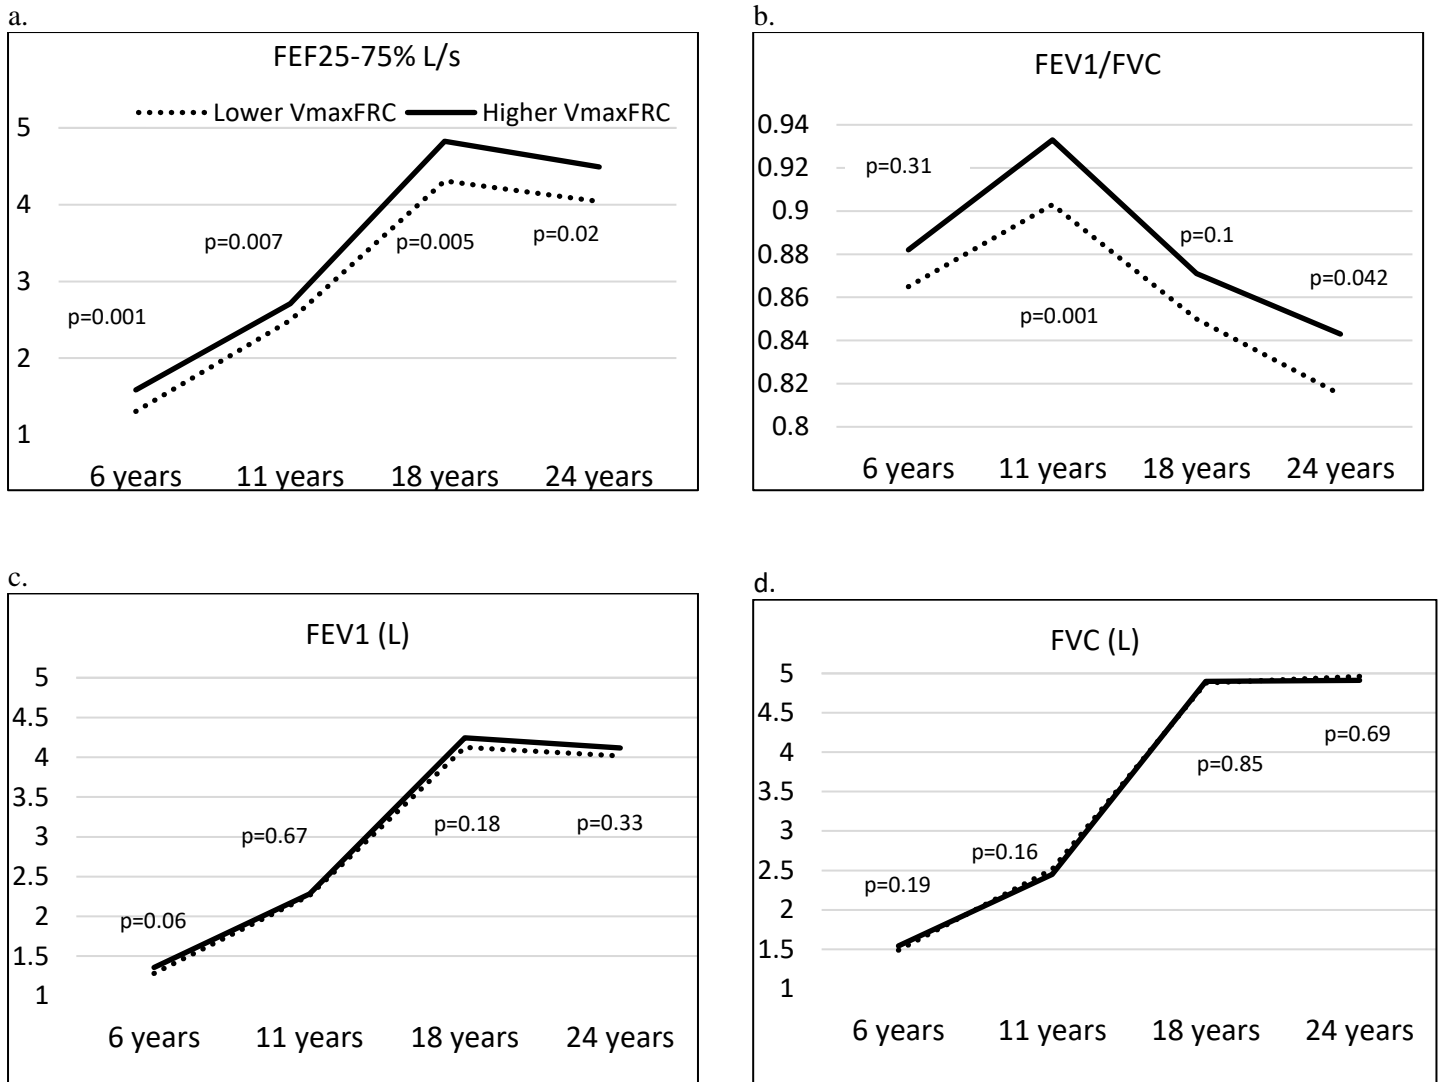 a.
FEF25-75% L/s
Lower VmaxFRC Higher VmaxFRC
5
4
3
2
1
p=0.001
p=0.007
p=0.005
p=0.02
6 years 11 years 18 years 24 years
b.
FEV1/FVC
0.94
0.92
0.9
0.88
0.86
0.84
0.82
0.8
p=0.31
p=0.001
p=0.1
p=0.042
6 years 11 years 18 years 24 years
c.
FEV1 (L)
5
4.5
4
3.5
3
2.5
2
1.5
1
p=0.06
p=0.67
p=0.18
p=0.33
6 years 11 years 18 years 24 years
d.
FVC (L)
5
4.5
4
3.5
3
2.5
2
1.5
1
p=0.19
p=0.16
p=0.85
p=0.69
6 years 11 years 18 years 24 years